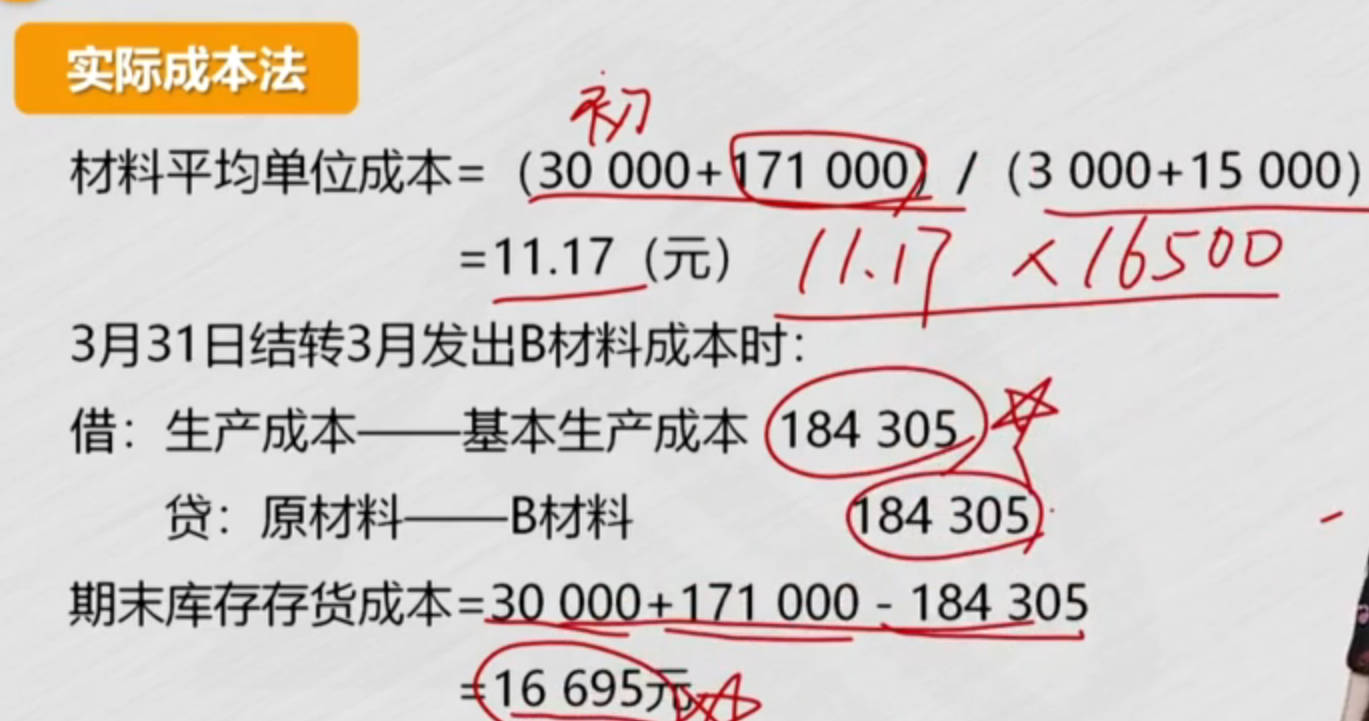 实际成本法
初
材料平均单位成本=（30 000+171 000）/（3 000+15 000）
=11.17（元） 11.17 ×16500
3月31日结转3月发出B材料成本时：
借：生产成本——基本生产成本 184 305
贷：原材料——B材料 184 305
期末库存存货成本=30 000+171 000 - 184 305
=16 695元